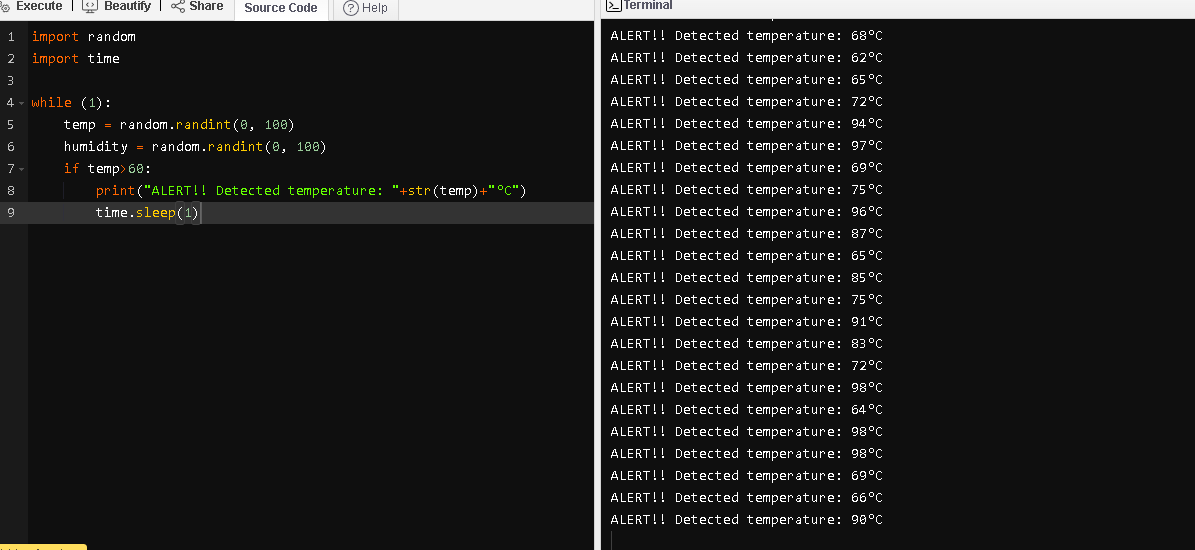 Execute | Beautify | Share Source Code Help
1 import random
2 import time
3
4 while (1):
5 temp = random.randint(0, 100)
6 humidity = random.randint(0, 100)
7 if temp>60:
8 print("ALERT!! Detected temperature: "+str(temp)+"°C")
9 time.sleep(1)
Terminal
ALERT!! Detected temperature: 68°C
ALERT!! Detected temperature: 62°C
ALERT!! Detected temperature: 65°C
ALERT!! Detected temperature: 72°C
ALERT!! Detected temperature: 94°C
ALERT!! Detected temperature: 97°C
ALERT!! Detected temperature: 69°C
ALERT!! Detected temperature: 75°C
ALERT!! Detected temperature: 96°C
ALERT!! Detected temperature: 87°C
ALERT!! Detected temperature: 65°C
ALERT!! Detected temperature: 85°C
ALERT!! Detected temperature: 75°C
ALERT!! Detected temperature: 91°C
ALERT!! Detected temperature: 83°C
ALERT!! Detected temperature: 72°C
ALERT!! Detected temperature: 98°C
ALERT!! Detected temperature: 64°C
ALERT!! Detected temperature: 98°C
ALERT!! Detected temperature: 98°C
ALERT!! Detected temperature: 69°C
ALERT!! Detected temperature: 66°C
ALERT!! Detected temperature: 90°C